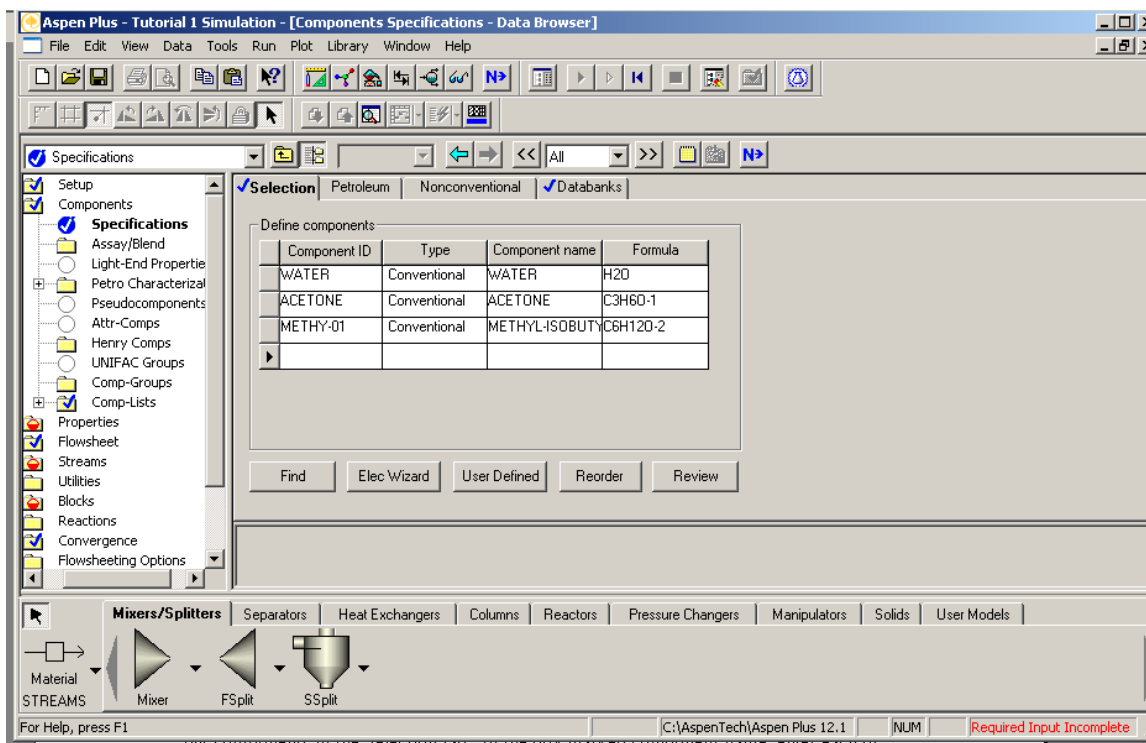 Aspen Plus - Tutorial 1 Simulation - [Components Specifications - Data Browser]
File Edit View Data Tools Run Plot Library Window Help
N>
Specifications
<< All >> N>
Setup
Components
Specifications
Assay/Blend
Light-End Propertie
Petro Characterizat
Pseudocomponents
Attr-Comps
Henry Comps
UNIFAC Groups
Comp-Groups
Comp-Lists
Properties
Flowsheet
Streams
Utilities
Blocks
Reactions
Convergence
Flowsheeting Options
Selection Petroleum Nonconventional Databanks
Define components
Component ID Type Component name Formula
WATER Conventional WATER H2O
ACETONE Conventional ACETONE C3H6O-1
METHY-01 Conventional METHYL-ISOBUTY C6H12O-2
Find Elec Wizard User Defined Reorder Review
Mixers/Splitters Separators Heat Exchangers Columns Reactors Pressure Changers Manipulators Solids User Models
Material
STREAMS Mixer FSplit SSplit
For Help, press F1 C:\AspenTech\Aspen Plus 12.1 NUM Required Input Incomplete